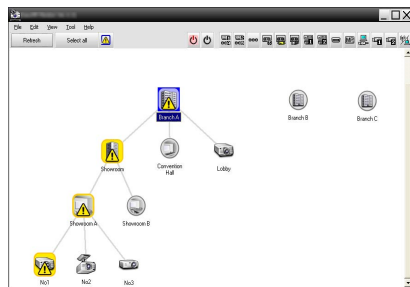 File Edit View Tool Help
Refresh Select all
Branch A
Branch B
Branch C
Showroom
Convention
Hall
Lobby
Showroom A
Showroom B
No1
No2
No3